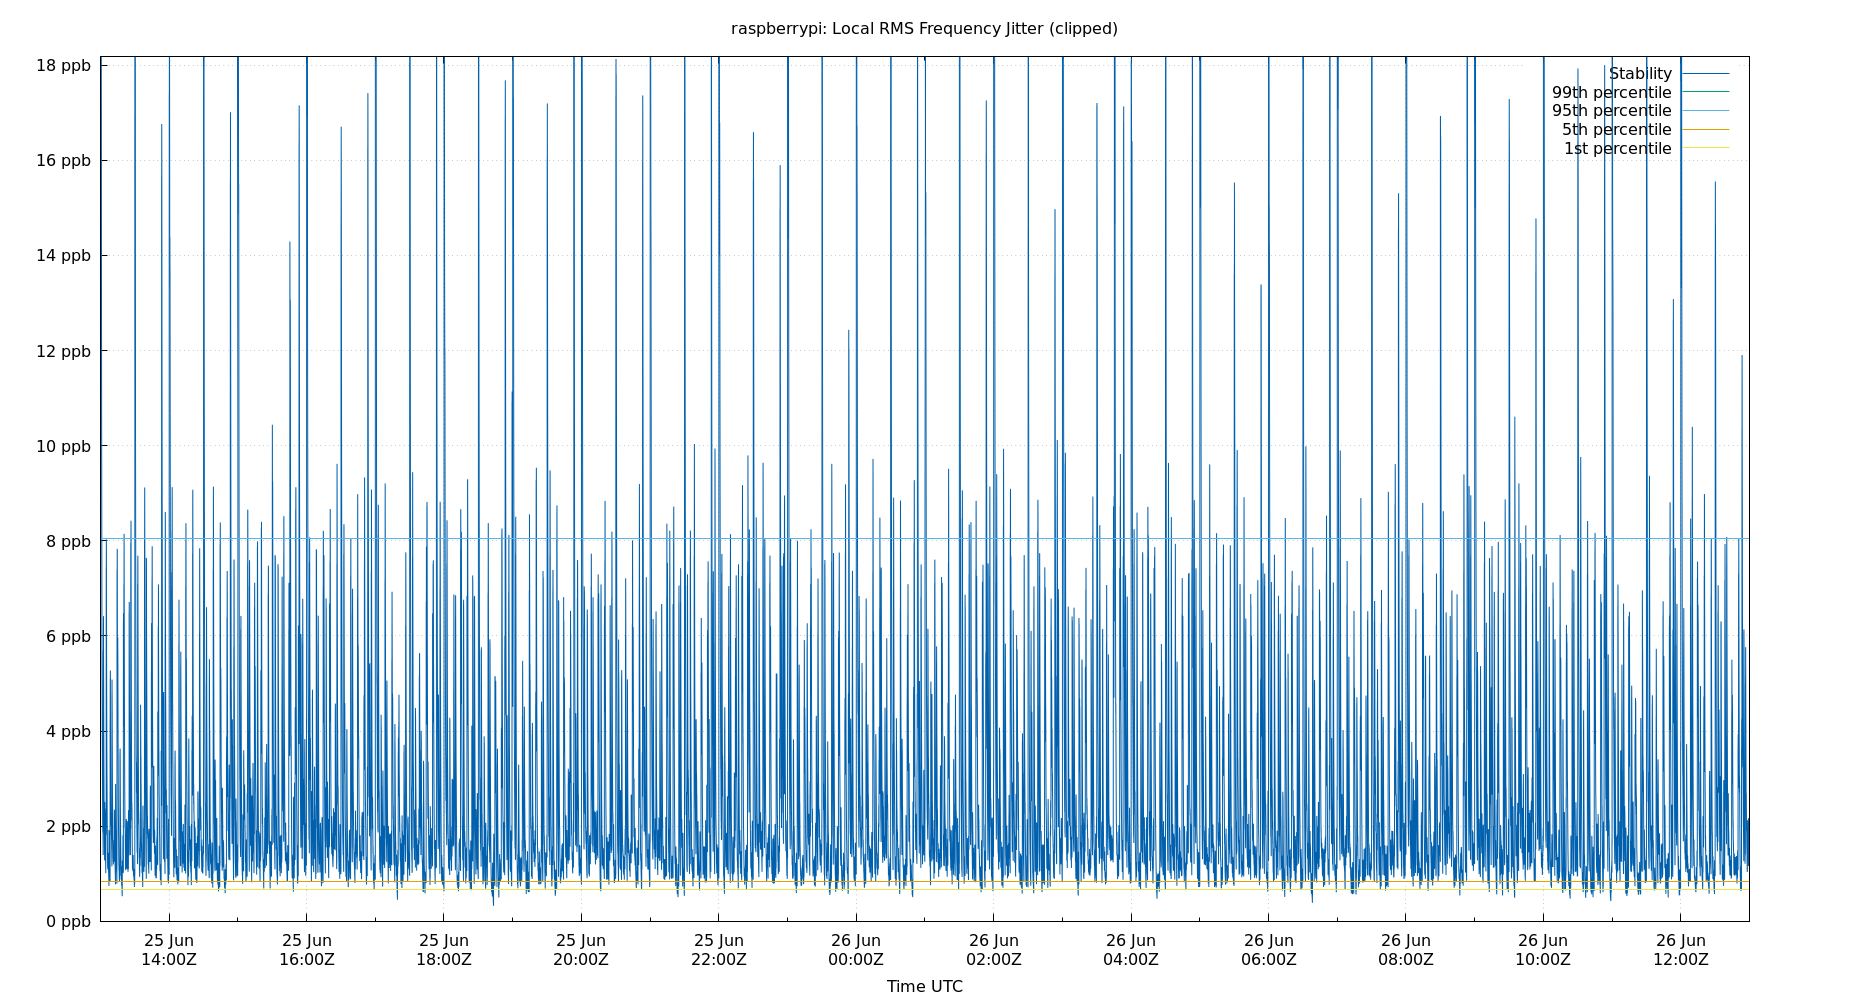 raspberrypi: Local RMS Frequency Jitter (clipped)
18 ppb
16 ppb
14 ppb
12 ppb
10 ppb
8 ppb
6 ppb
4 ppb
2 ppb
0 ppb
Stability
99th percentile
95th percentile
5th percentile
1st percentile
25 Jun 25 Jun 25 Jun 25 Jun 25 Jun 26 Jun 26 Jun 26 Jun 26 Jun 26 Jun 26 Jun 26 Jun
14:00Z 16:00Z 18:00Z 20:00Z 22:00Z 00:00Z 02:00Z 04:00Z 06:00Z 08:00Z 10:00Z 12:00Z
Time UTC